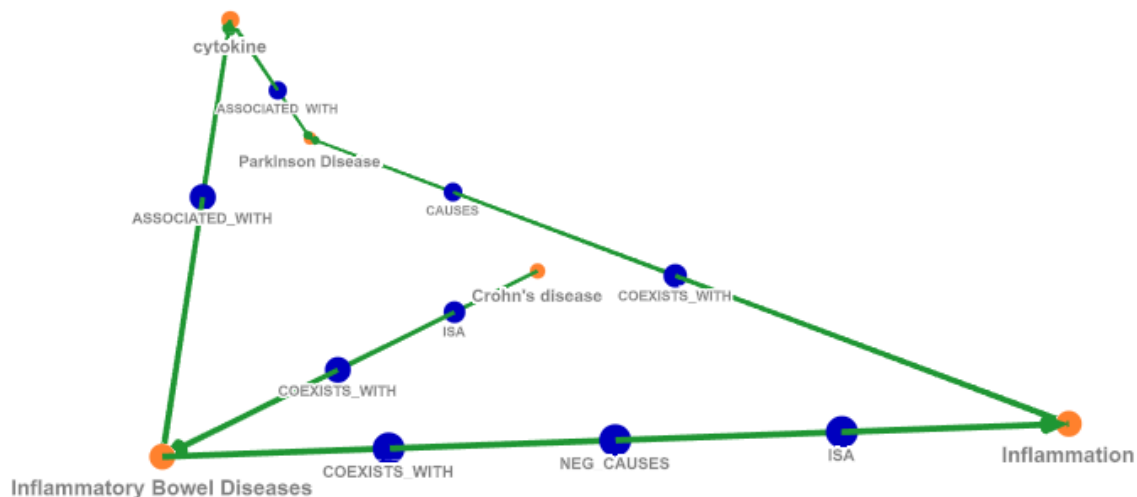 cytokine
ASSOCIATED_WITH
Parkinson Disease
CAUSES
ASSOCIATED_WITH
Crohn's disease
COEXISTS_WITH
ISA
COEXISTS_WITH
ISA
Inflammation
NEG_CAUSES
COEXISTS_WITH
Inflammatory Bowel Diseases